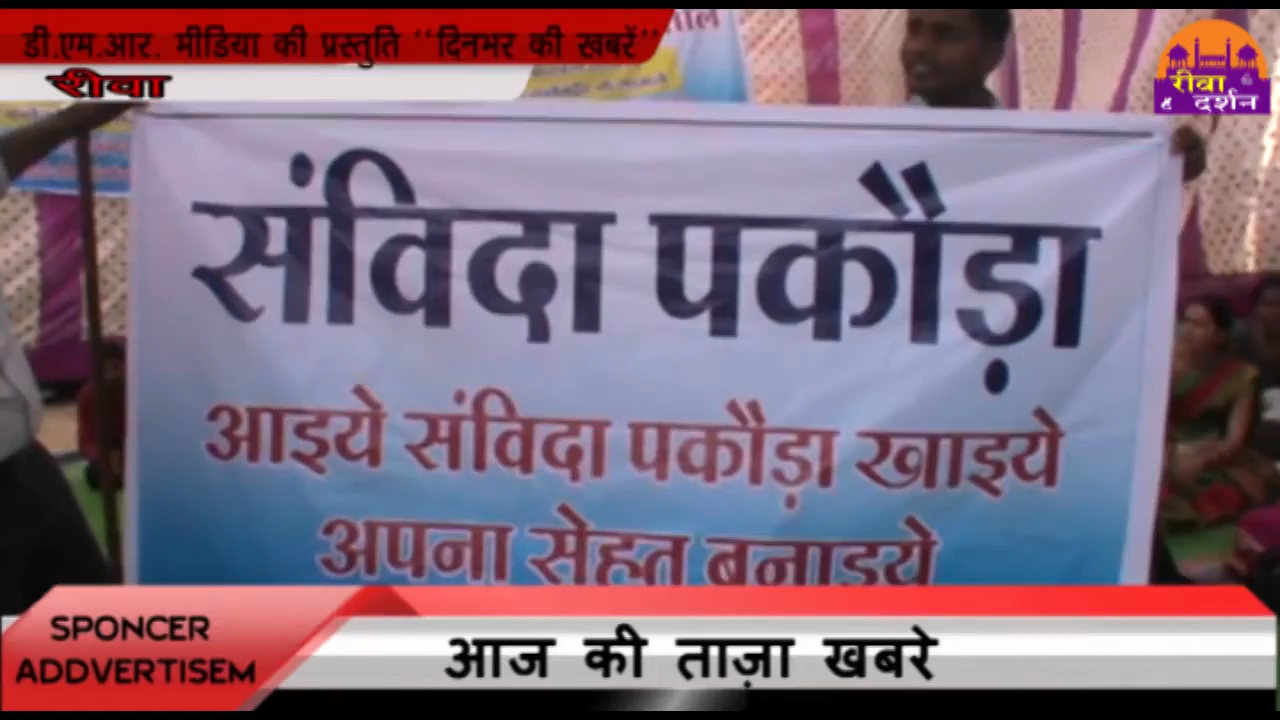 डी.एम.आर. मीडिया की प्रस्तुति "दिनभर की खबरें"
रीवा
रीवा
दर्शन
संविदा पकौड़ा
आइये संविदा पकौड़ा खाइये
अपना सेहत बनाइये
SPONCER
ADDVERTISEM
आज की ताज़ा खबरे